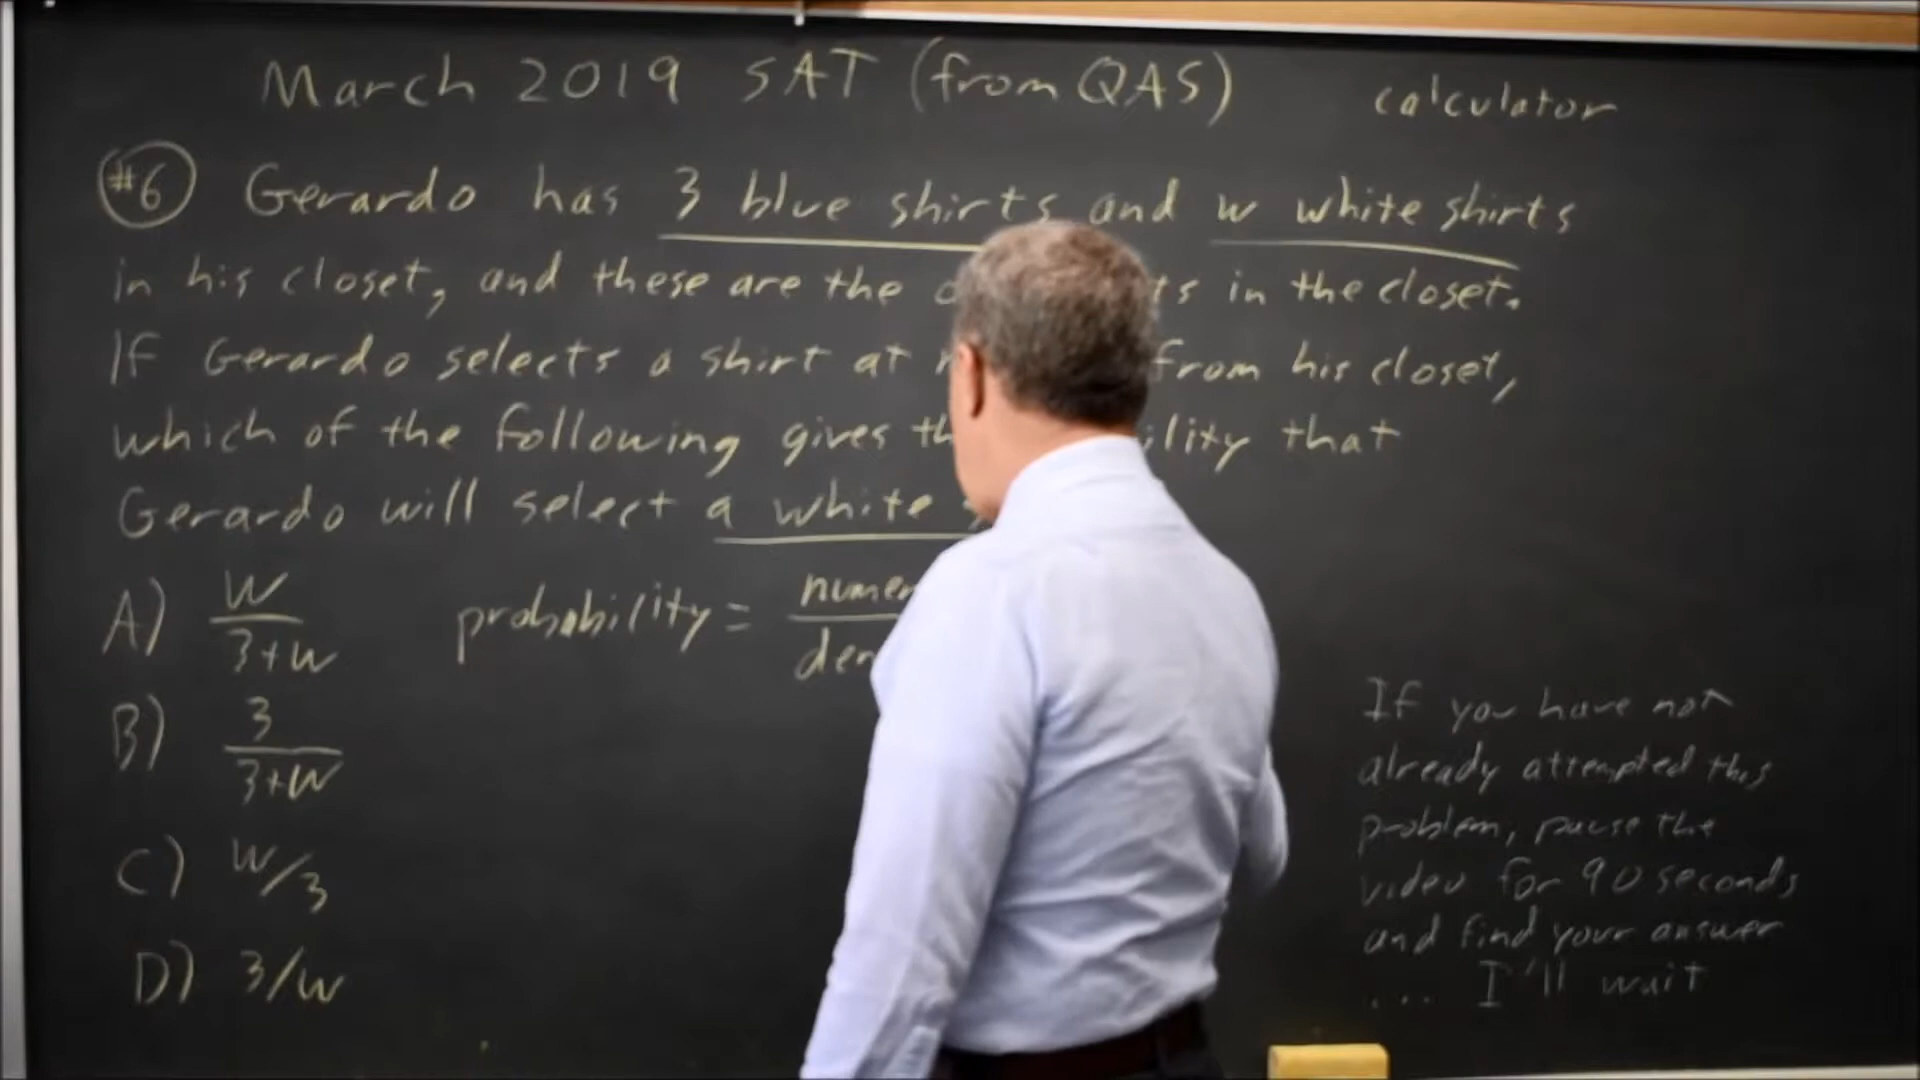 March 2019 SAT (from QAS)
calculator
#6 Gerardo has 3 blue shirts and w white shirts
in his closet, and these are the in the closet.
If Gerardo selects a shirt at from his closet,
which of the following gives that
Gerardo will select a white
A) W/3+W
probability =
B) 3/3+W
C) W/3
D) 3/W
If you have not
already attempted this
problem, pause the
video for 90 seconds
and find your answer
.... I'll wait